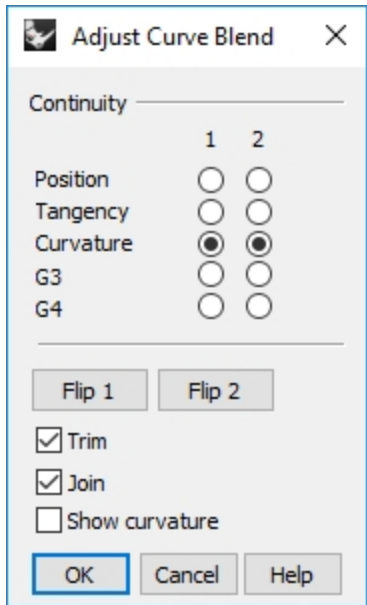 Adjust Curve Blend
Continuity
1 2
Position
Tangency
Curvature
G3
G4
Flip 1 Flip 2
Trim
Join
Show curvature
OK Cancel Help